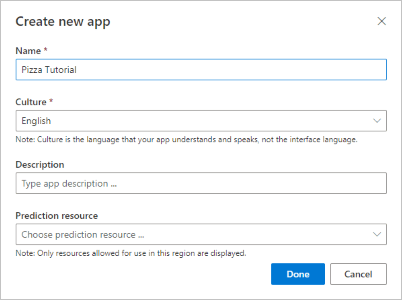 Create new app
Name *
Pizza Tutorial
Culture *
English
Note: Culture is the language that your app understands and speaks, not the interface language.
Description
Type app description ...
Prediction resource
Choose prediction resource ...
Note: Only resources allowed for use in this region are displayed.
Done Cancel